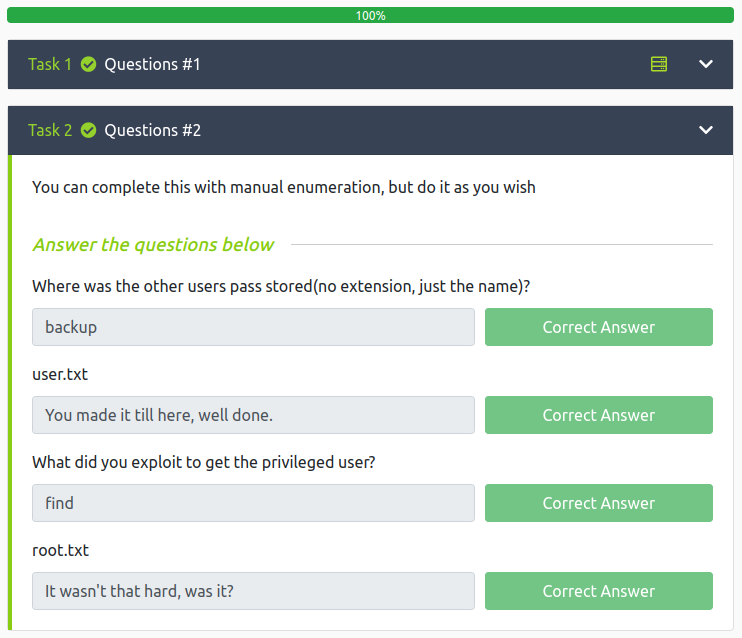 100%
Task 1 Questions #1
Task 2 Questions #2
You can complete this with manual enumeration, but do it as you wish
Answer the questions below
Where was the other users pass stored(no extension, just the name)?
backup Correct Answer
user.txt
You made it till here, well done. Correct Answer
What did you exploit to get the privileged user?
find Correct Answer
root.txt
It wasn't that hard, was it? Correct Answer